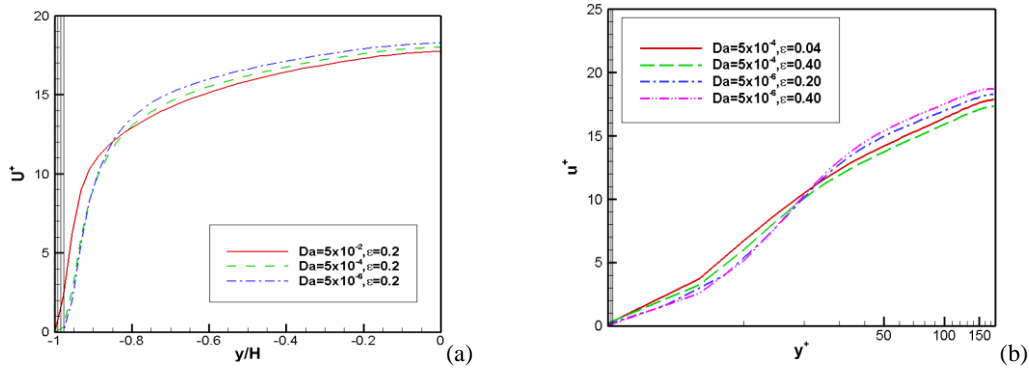 20
15
10
5
0
U⁺
-1
-0.8
-0.6
-0.4
-0.2
0
y/H
Da=5x10⁻²,ε=0.2
Da=5x10⁻⁴,ε=0.2
Da=5x10⁻⁶,ε=0.2
(a)
25
20
15
10
5
0
u⁺
50
100
150
y⁺
Da=5x10⁻⁴,ε=0.04
Da=5x10⁻⁴,ε=0.40
Da=5x10⁻⁶,ε=0.20
Da=5x10⁻⁶,ε=0.40
(b)